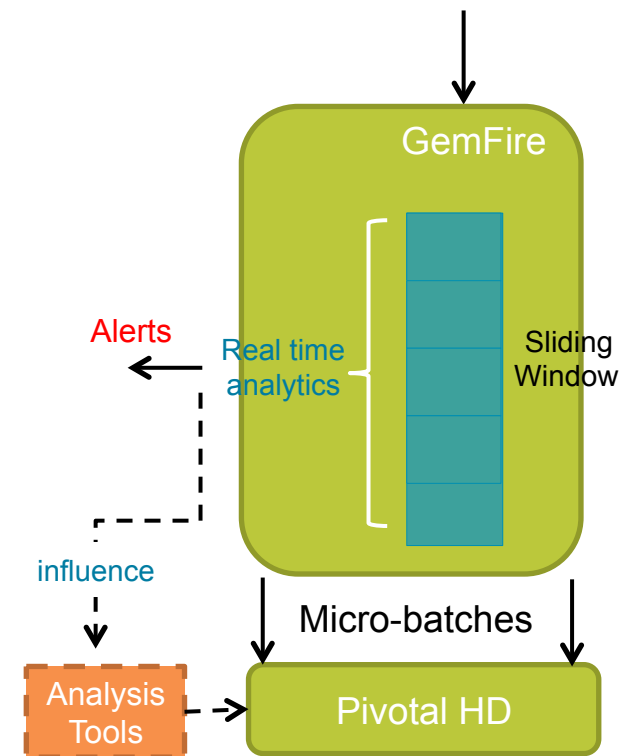 GemFire
Alerts
Real time
analytics
Sliding
Window
influence
Micro-batches
Analysis
Tools
Pivotal HD